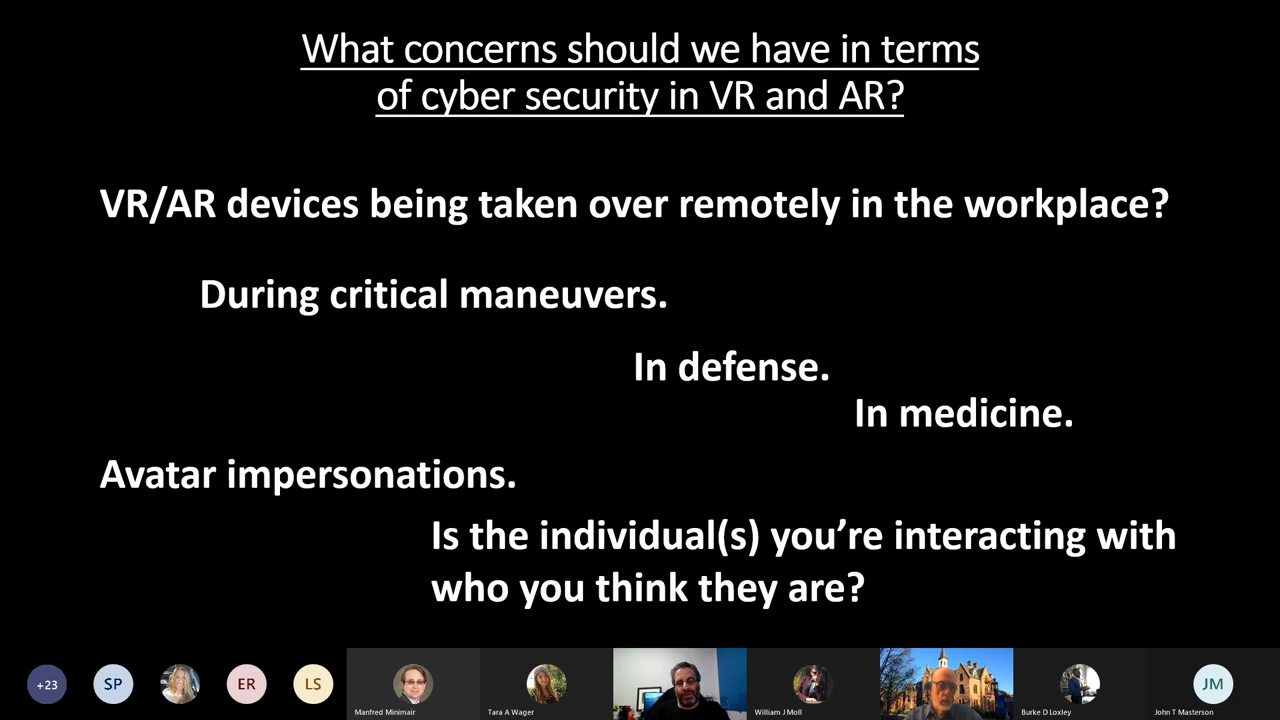 What concerns should we have in terms
of cyber security in VR and AR?
VR/AR devices being taken over remotely in the workplace?
During critical maneuvers.
In defense.
In medicine.
Avatar impersonations.
Is the individual(s) you're interacting with
who you think they are?
+23
SP
ER
LS
Manfred Minimair
Tara A Wager
William J Moll
Burke D Loxley
JM
John T Masterson